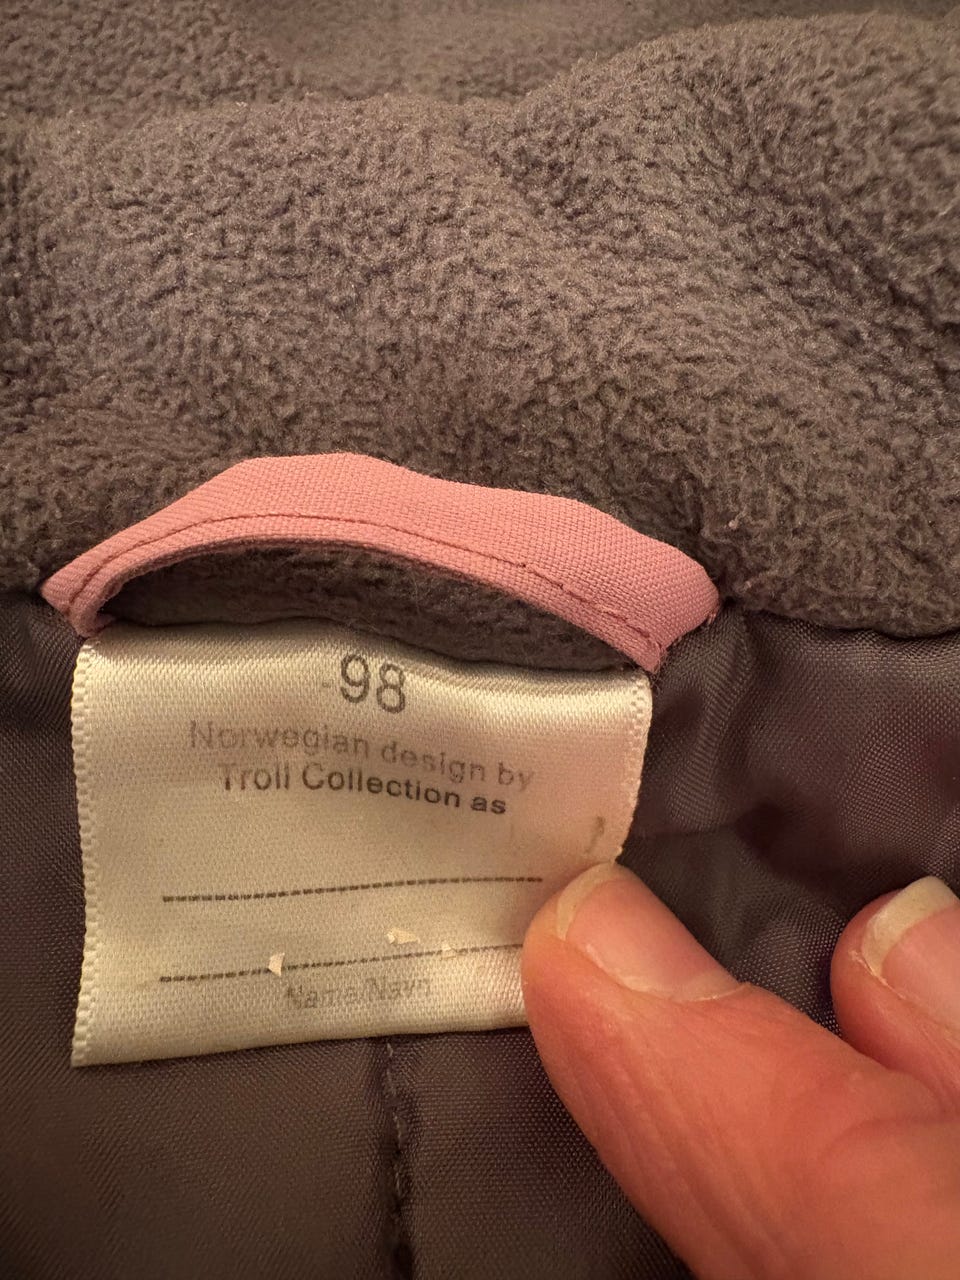 98
Norwegian design by
Troll Collection as
Name/Navn